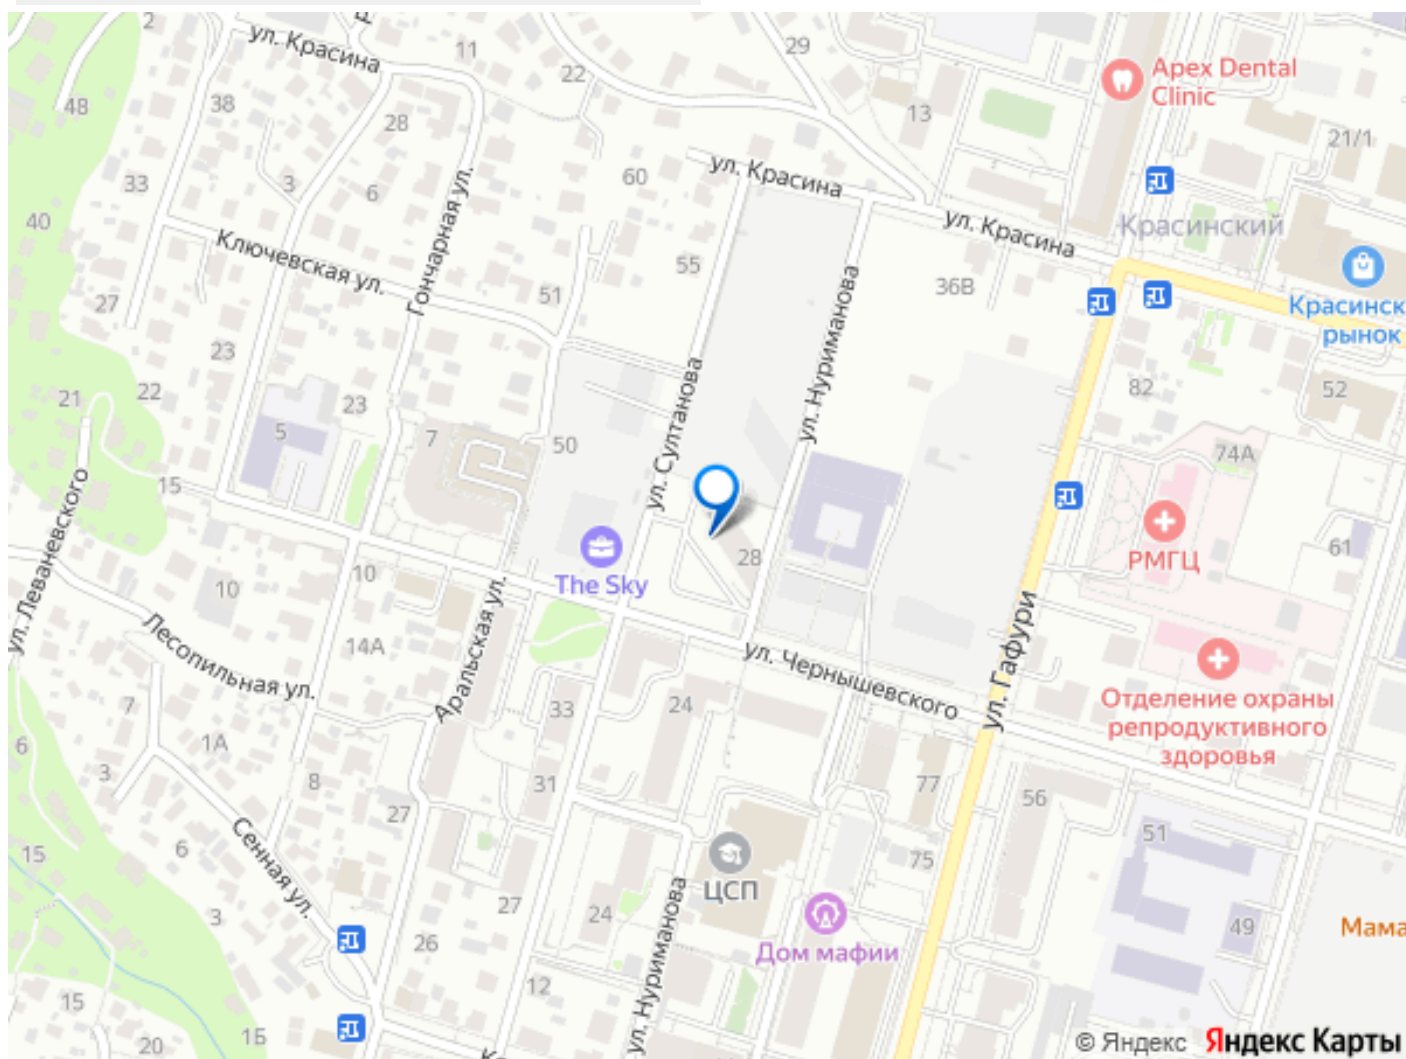 2
ул. Красина
11
29
22
Apex Dental
Clinic
48
38
28
13
21/1
33
3
6
60
ул. Красина
40
Гончарная ул.
ул. Красина
Красинский
Ключевская ул.
55
27
51
ул. Нуриманова
36В
Красинск
рынок
23
22
21
23
5
7
50
ул. Султанова
82
52
74А
15
ул. Леваневского
28
РМГЦ
61
The Sky
10
10
Лесопильная ул.
14А
Аральская ул.
ул. Чернышевского
ул. Гафури
Отделение охраны
репродуктивного
здоровья
7
6
3
1А
8
33
24
31
77
56
27
Сенная ул.
6
15
3
51
75
ЦСП
27
24
26
ул. Нуриманова
Дом мафии
49
Мама
12
15
15
20
© Яндекс Яндекс Карты